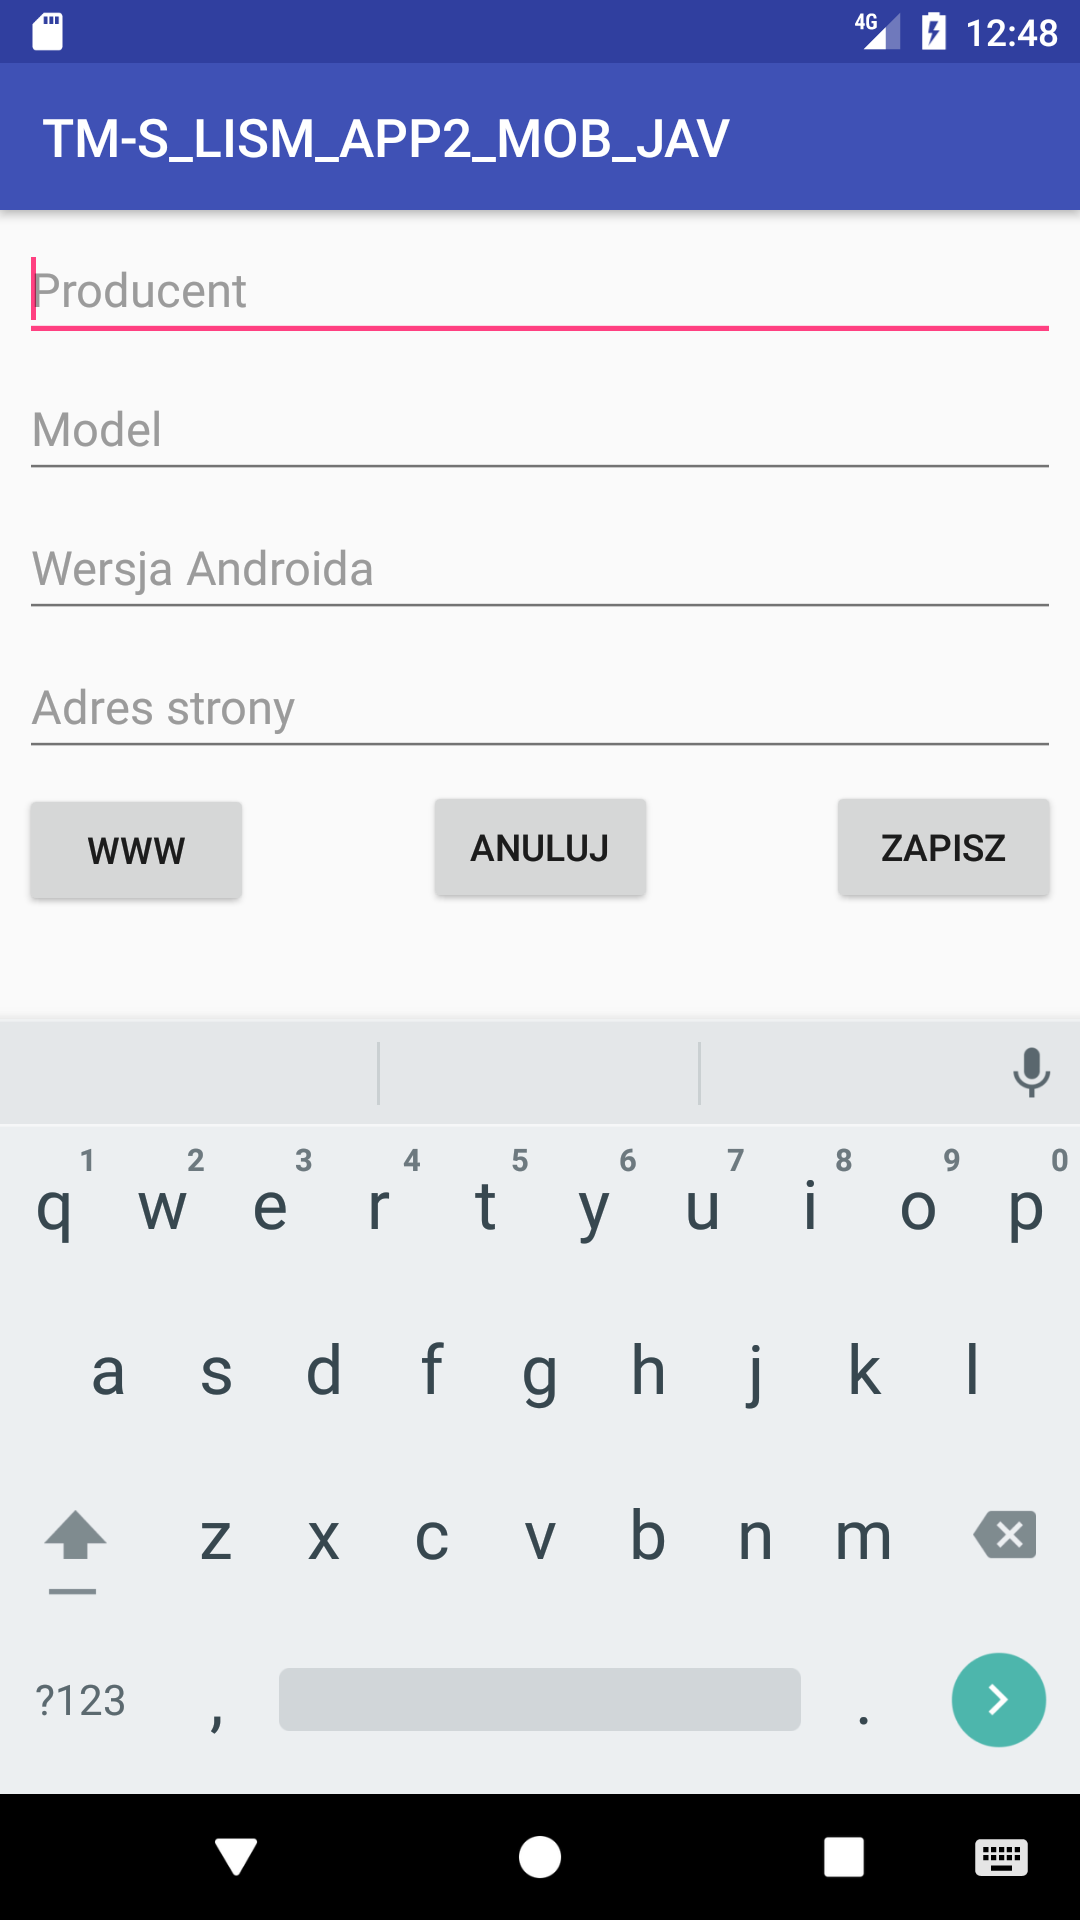 4G 12:48
TM-S_LISM_APP2_MOB_JAV
Producent
Model
Wersja Androida
Adres strony
WWW ANULUJ ZAPISZ
1 2 3 4 5 6 7 8 9 0
q w e r t y u i o p
a s d f g h j k l
z x c v b n m
?123 , .